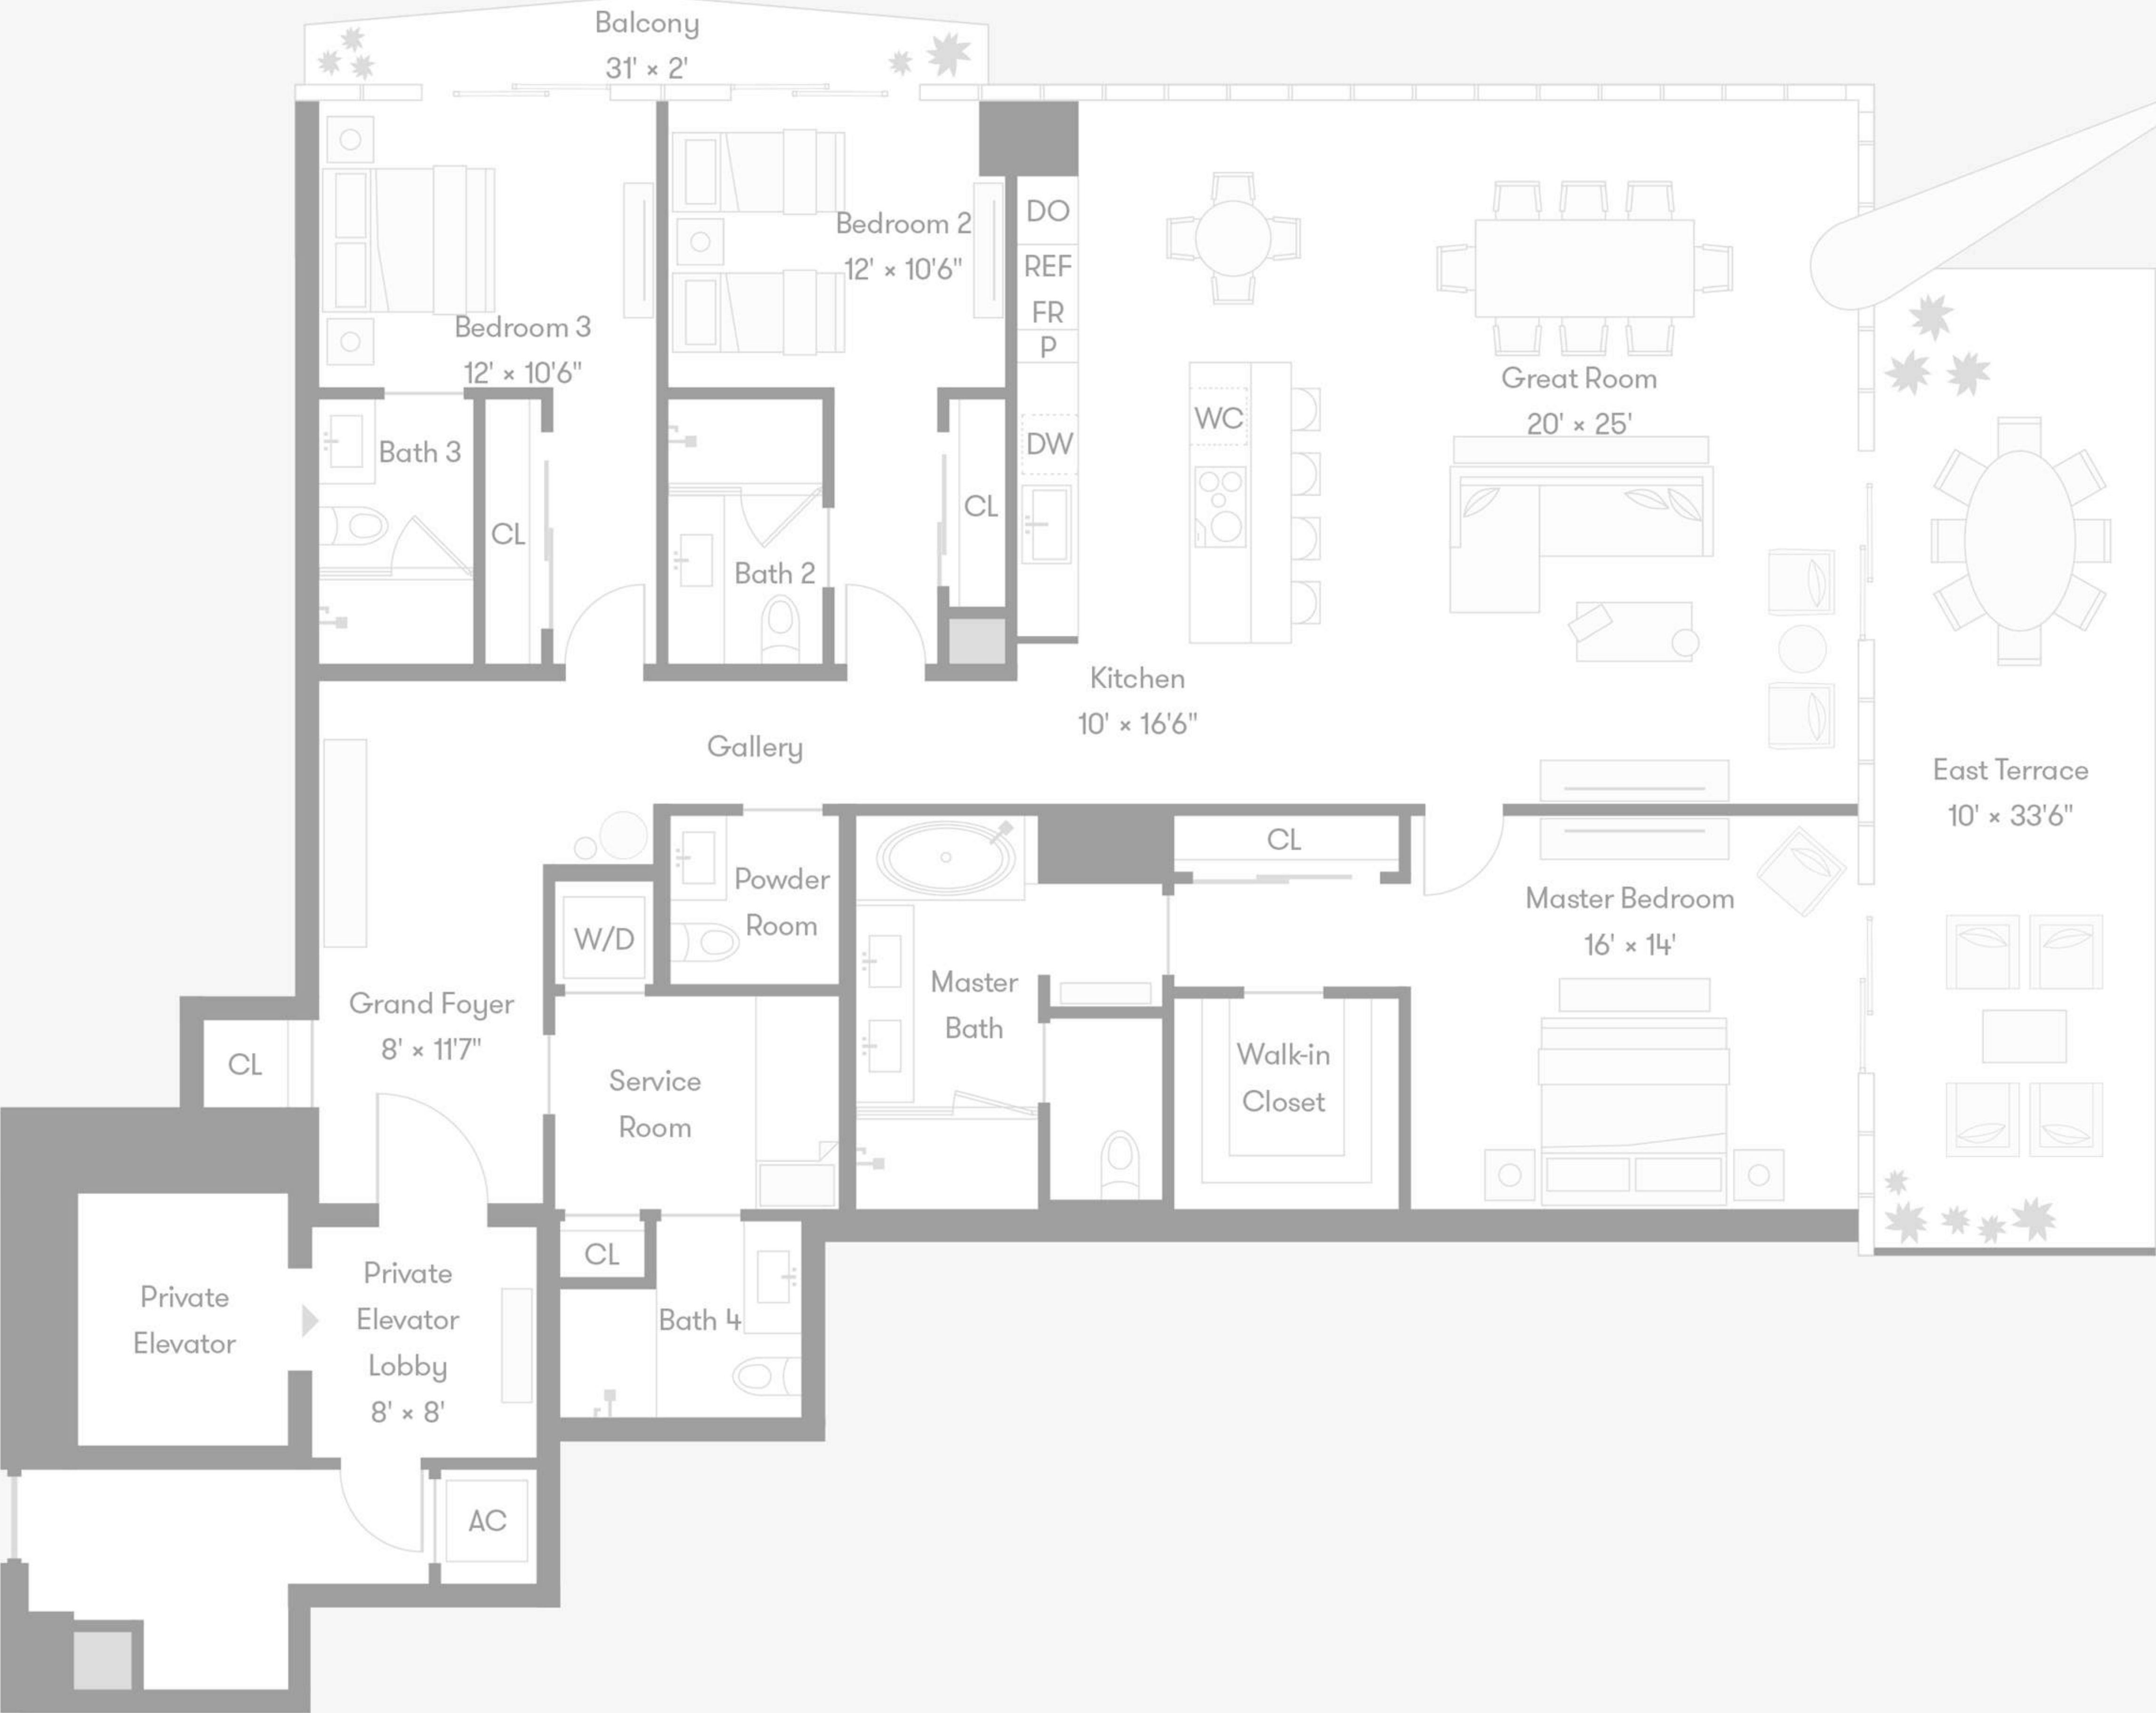 Balcony
31' × 2'
Bedroom 2
12' × 10'6"
DO
REF
FR
P
Bedroom 3
12' × 10'6"
Great Room
20' × 25'
WC
DW
Bath 3
CL
CL
Bath 2
Kitchen
10' × 16'6"
Gallery
East Terrace
10' × 33'6"
CL
Powder
Room
Master Bedroom
16' × 14'
W/D
Master
Bath
Grand Foyer
8' × 11'7"
CL
Walk-in
Closet
Service
Room
CL
Private
Elevator
Private
Elevator
Lobby
8' × 8'
Bath 4
AC